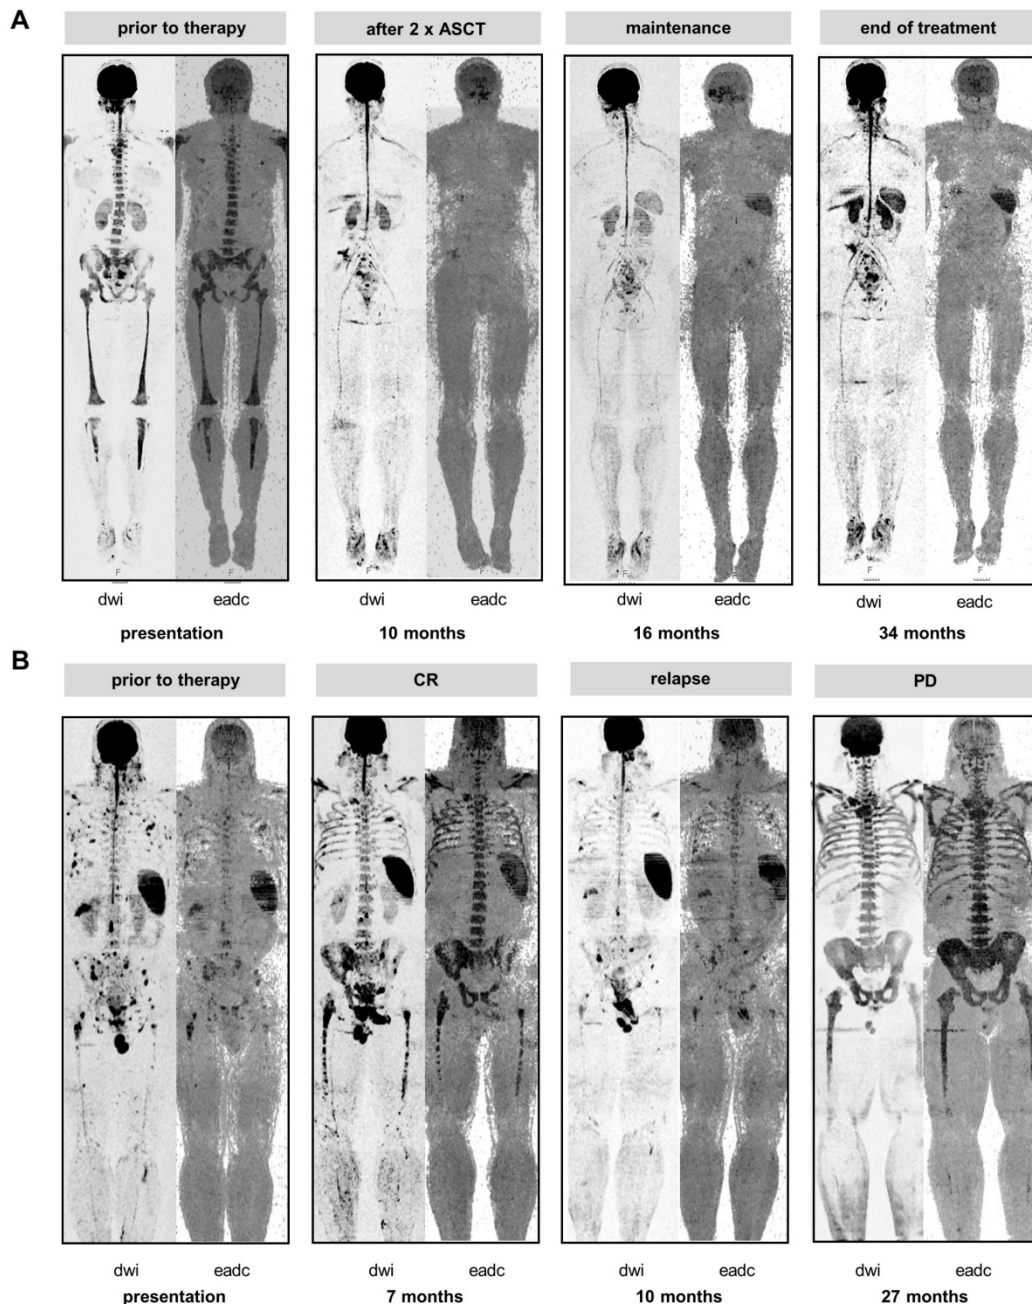 A
prior to therapy
after 2 x ASCT
maintenance
end of treatment
F
F
F
F
F
dwi
eadc
dwi
eadc
dwi
eadc
dwi
eadc
presentation
10 months
16 months
34 months
B
prior to therapy
CR
relapse
PD
dwi
eadc
dwi
eadc
dwi
eadc
dwi
eadc
presentation
7 months
10 months
27 months